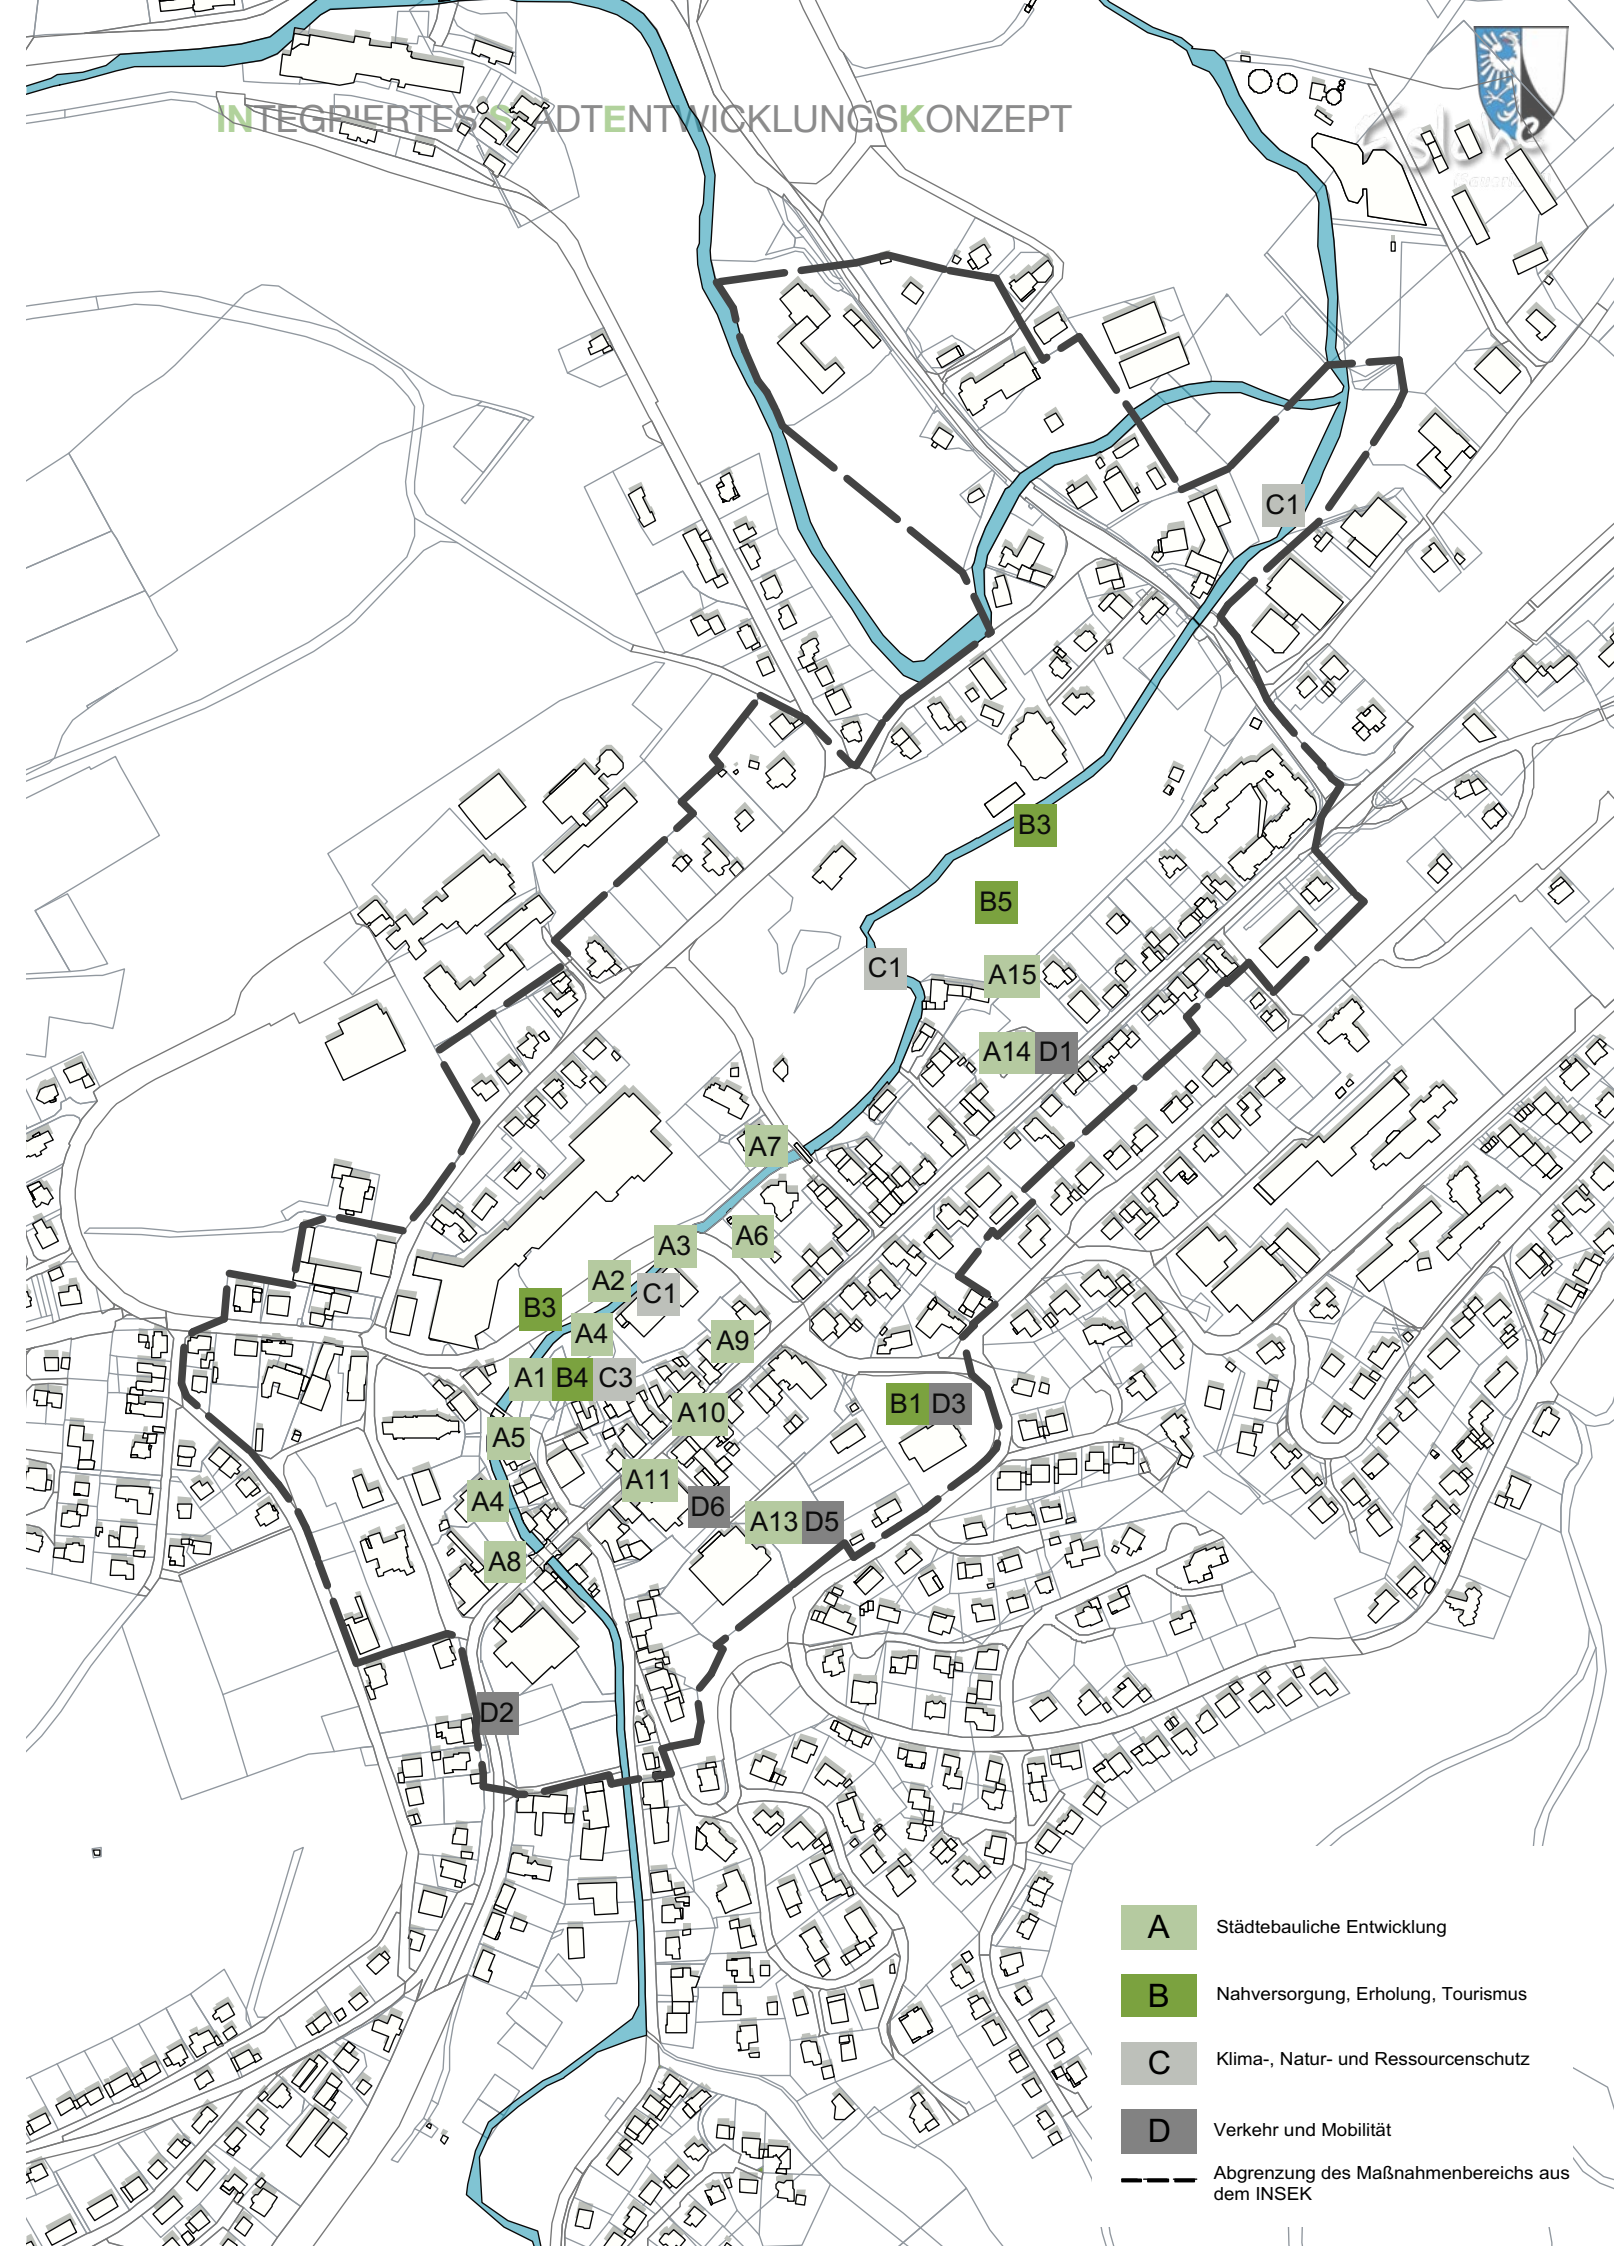 INTEGRIERTES STADTENTWICKLUNGSKONZEPT
Eslohe
C1
B3
B5
C1
A15
A14 D1
A7
A6
A3
A2
C1
B3
A4
A9
A1 B4 C3
B1 D3
A10
A5
A11
A4
D6
A13 D5
A8
D2
A Städtebauliche Entwicklung
B Nahversorgung, Erholung, Tourismus
C Klima-, Natur- und Ressourcenschutz
D Verkehr und Mobilität
Abgrenzung des Maßnahmenbereichs aus
dem INSEK